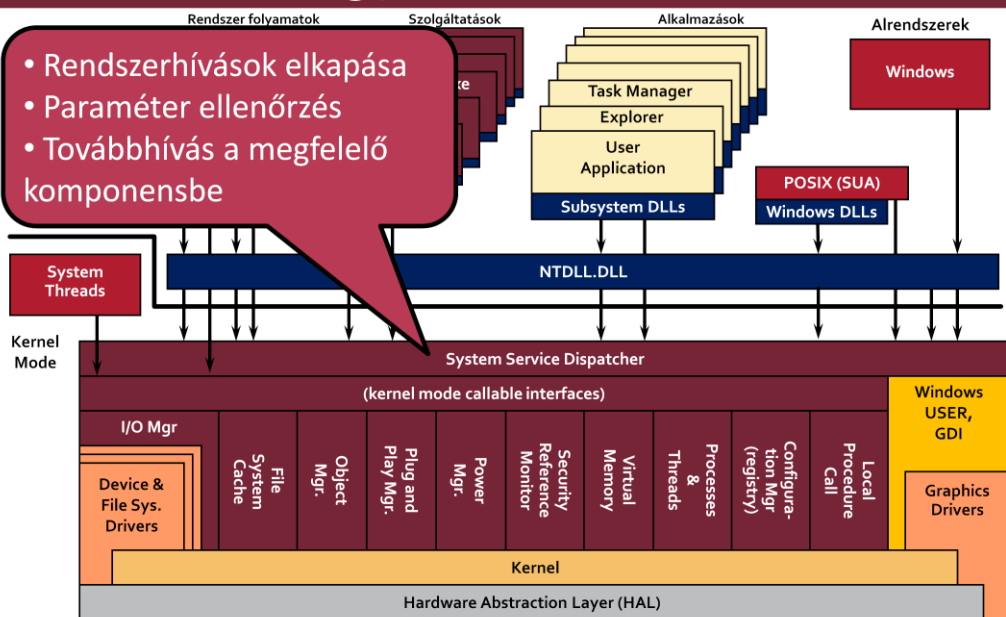 Rendszer folyamatok
Szolgáltatások
Alkalmazások
Alrendszerek
• Rendszerhívások elkapása
• Paraméter ellenőrzés
• Továbbhívás a megfelelő
komponensbe
Task Manager
Explorer
User
Application
Subsystem DLLs
Windows
POSIX (SUA)
Windows DLLs
System
Threads
NTDLL.DLL
Kernel
Mode
System Service Dispatcher
(kernel mode callable interfaces)
Windows
USER,
GDI
I/O Mgr
Device &
File Sys.
Drivers
File
System
Cache
Object
Mgr.
Plug and
Play Mgr.
Power
Mgr.
Security
Reference
Monitor
Virtual
Memory
Processes
&
Threads
Configura-
tion Mgr
(registry)
Local
Procedure
Call
Graphics
Drivers
Kernel
Hardware Abstraction Layer (HAL)